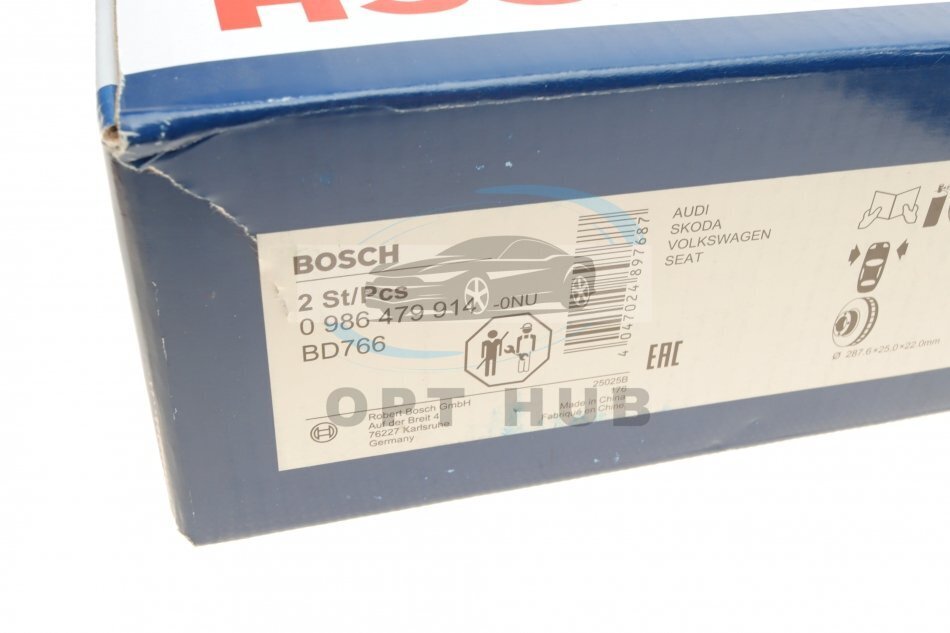 BOSCH
2 St/Pcs
0 986 479 914 -0NU
BD766
Robert Bosch GmbH
Auf der Breit 4
76227 Karlsruhe
Germany
25025B
176
Made in China
Fabriqué en Chine
4 047024 897687
AUDI
SKODA
VOLKSWAGEN
SEAT
EAC
Ø 287.6×25.0×22.0mm
OPT HUB